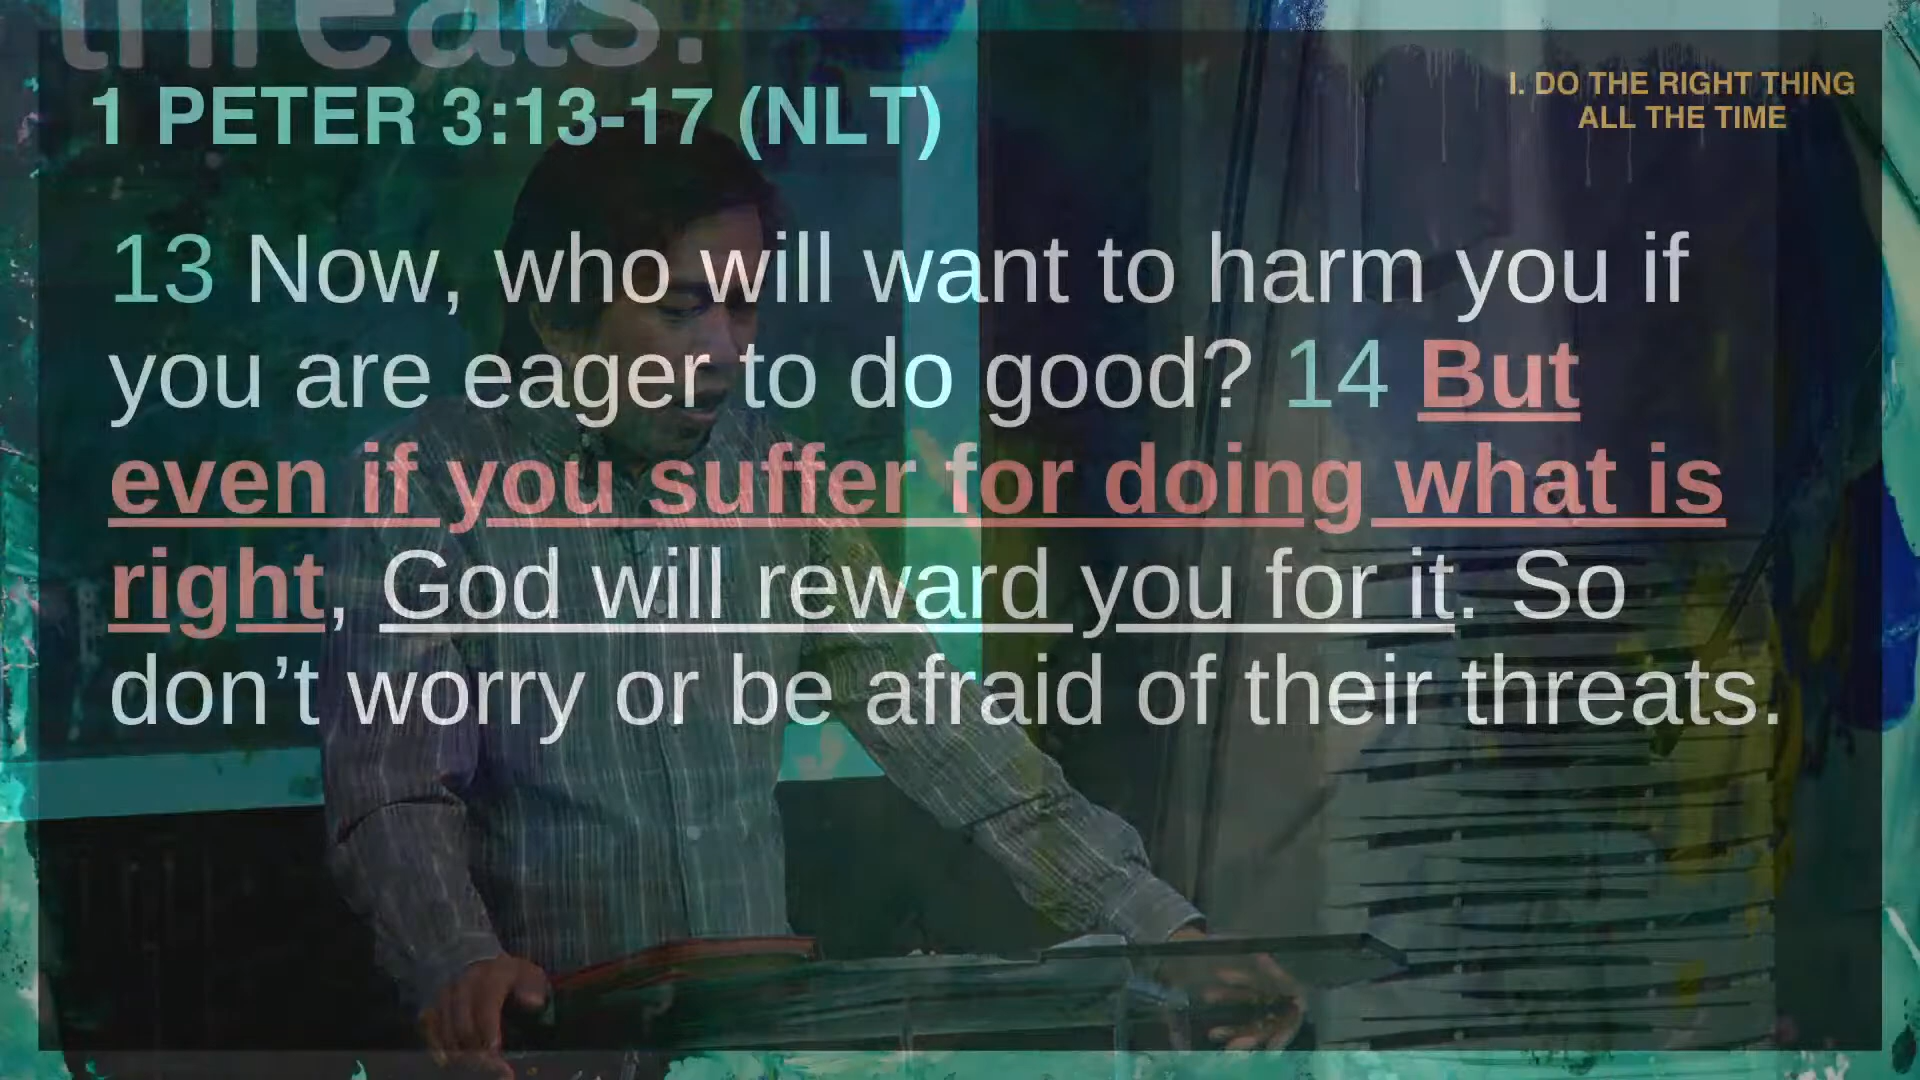 threats.
1 PETER 3:13-17 (NLT)
I. DO THE RIGHT THING
ALL THE TIME
13 Now, who will want to harm you if
you are eager to do good? 14 But
even if you suffer for doing what is
right, God will reward you for it. So
don’t worry or be afraid of their threats.